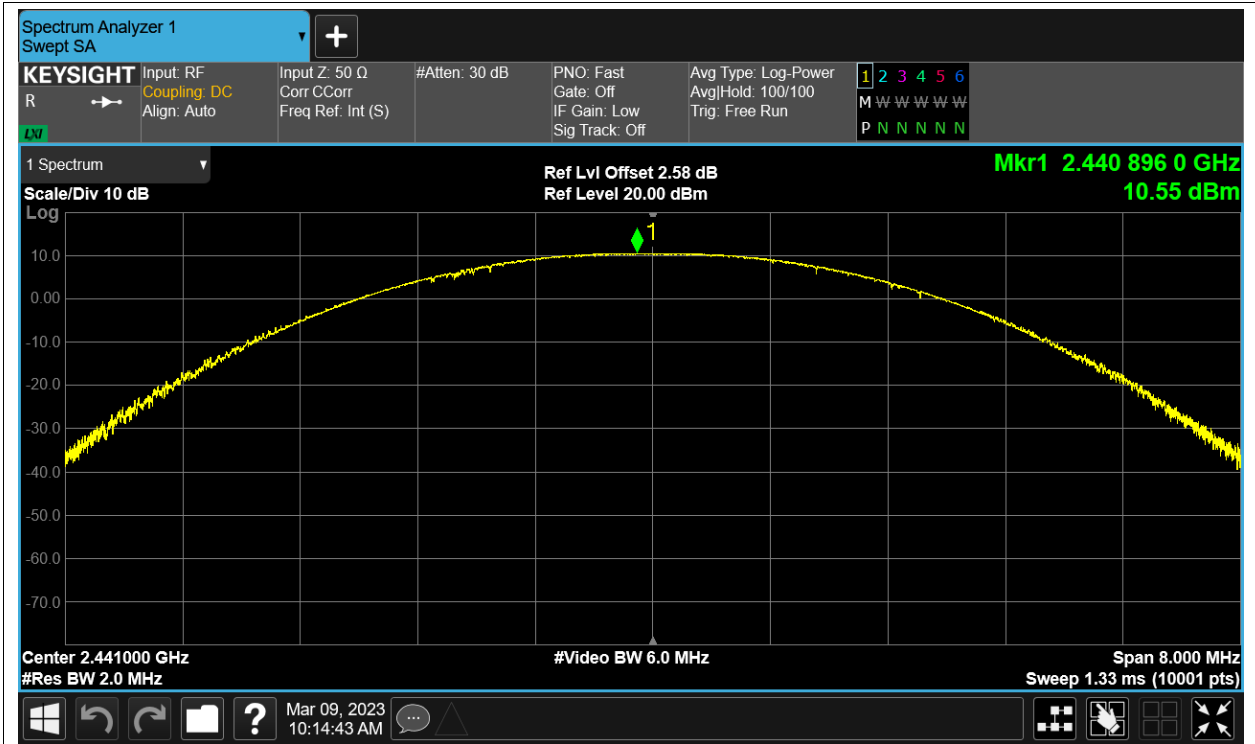 Spectrum Analyzer 1
Swept SA
+
KEYSIGHT
R
LXI
Input: RF
Coupling: DC
Align: Auto
Input Z: 50 Ω
Corr CCorr
Freq Ref: Int (S)
#Atten: 30 dB
PNO: Fast
Gate: Off
IF Gain: Low
Sig Track: Off
Avg Type: Log-Power
Avg|Hold: 100/100
Trig: Free Run
1 2 3 4 5 6
M W W W W W
P N N N N N
1 Spectrum
Scale/Div 10 dB
Log
Ref Lvl Offset 2.58 dB
Ref Level 20.00 dBm
Mkr1 2.440 896 0 GHz
10.55 dBm
1
10.0
0.00
-10.0
-20.0
-30.0
-40.0
-50.0
-60.0
-70.0
Center 2.441000 GHz
#Res BW 2.0 MHz
#Video BW 6.0 MHz
Span 8.000 MHz
Sweep 1.33 ms (10001 pts)
?
Mar 09, 2023
10:14:43 AM